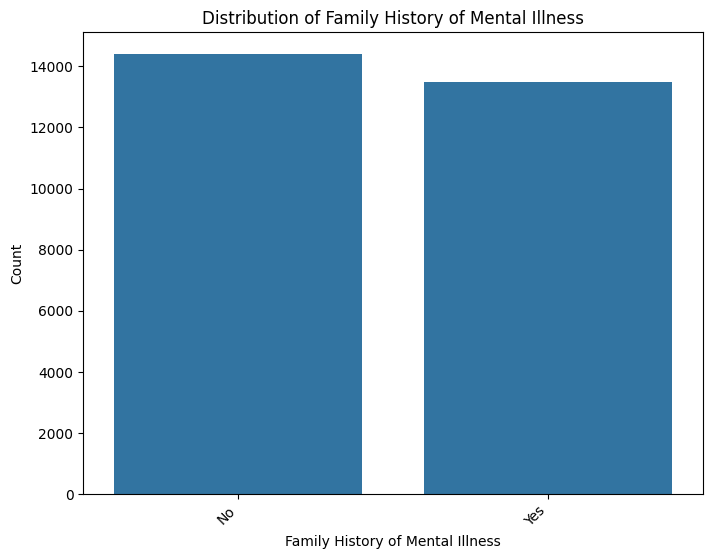 Distribution of Family History of Mental Illness
14000
12000
10000
8000
6000
4000
2000
0
Count
No
Yes
Family History of Mental Illness